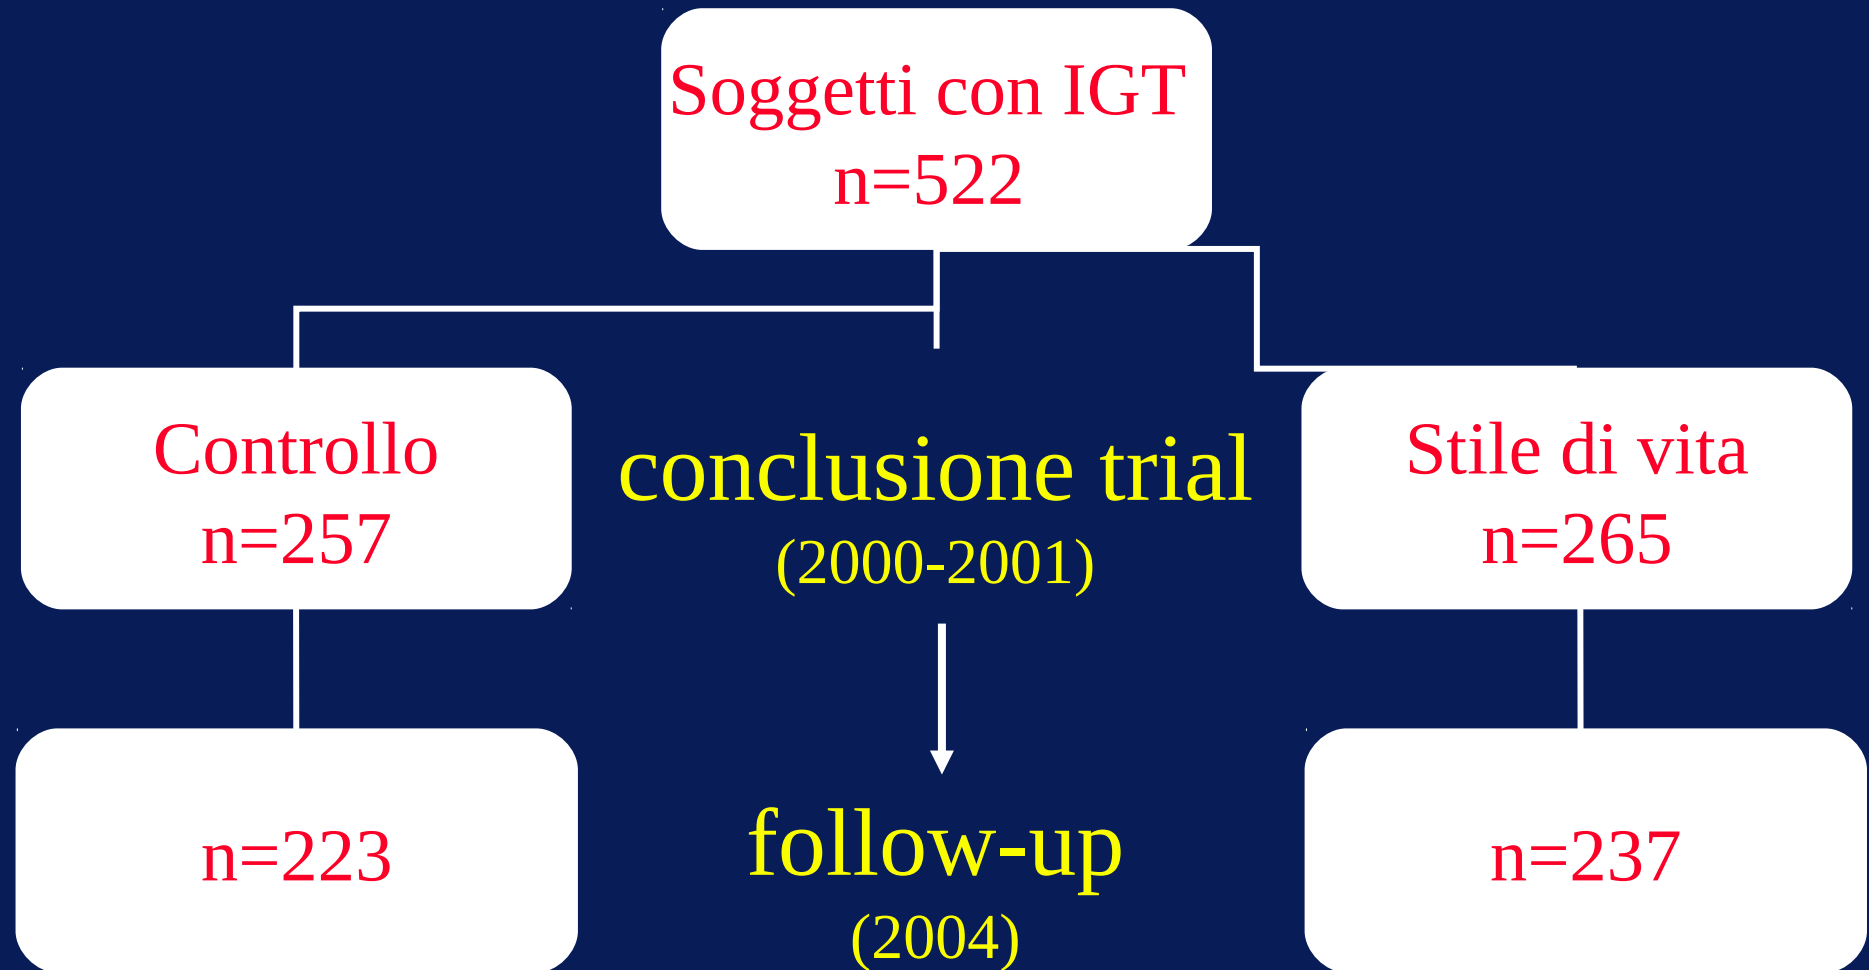 Soggetti con IGT
n=522
Controllo
n=257
conclusione trial
(2000-2001)
Stile di vita
n=265
n=223
follow-up
(2004)
n=237